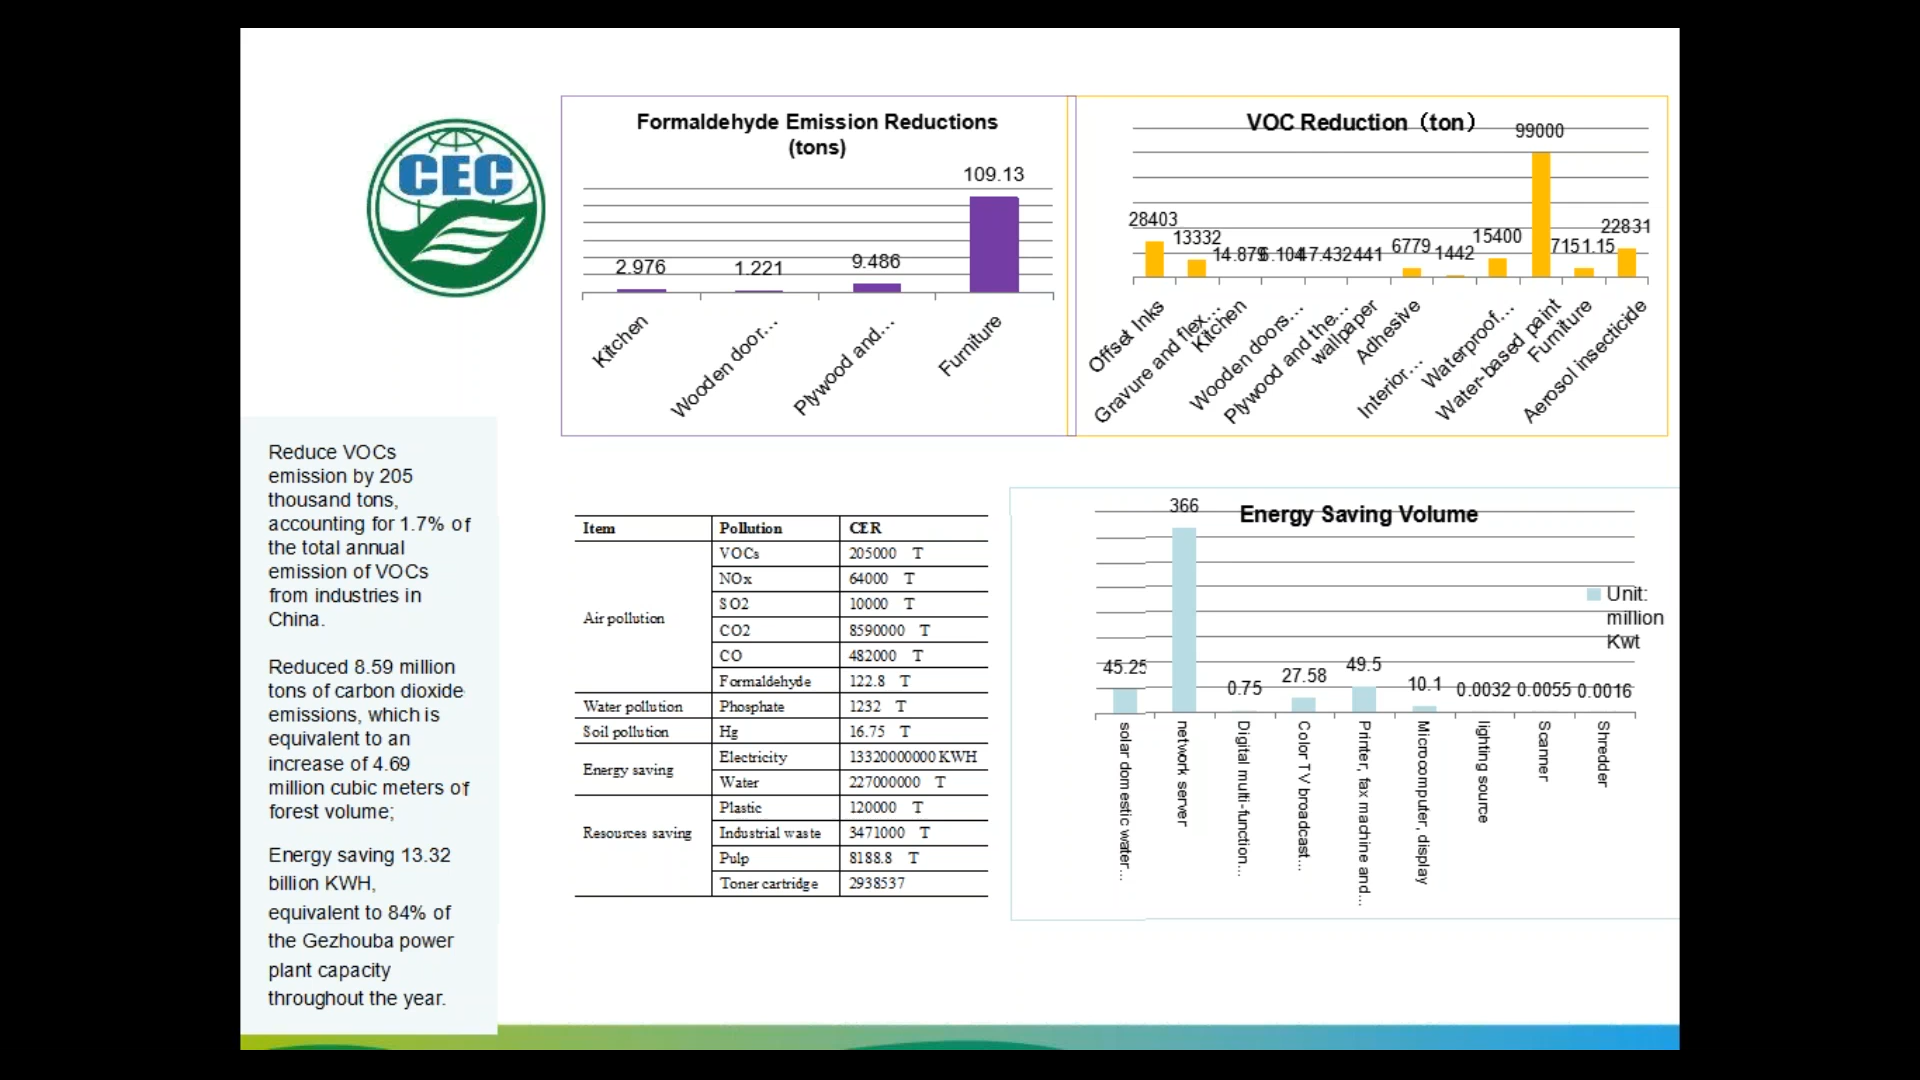 CEC
Formaldehyde Emission Reductions
(tons)
109.13
2.976
1.221
9.486
Kitchen
Wooden door...
Plywood and...
Furniture
VOC Reduction（ton）
99000
28403
13332
14.879
6.104
17.432
2441
6779
1442
15400
7151.15
22831
Offset Inks
Gravure and flex...
Kitchen
Wooden doors...
Plywood and the...
wallpaper
Adhesive
Interior...
Waterproof...
Water-based paint
Furniture
Aerosol insecticide
Reduce VOCs
emission by 205
thousand tons,
accounting for 1.7% of
the total annual
emission of VOCs
from industries in
China.
Reduced 8.59 million
tons of carbon dioxide
emissions, which is
equivalent to an
increase of 4.69
million cubic meters of
forest volume;
Energy saving 13.32
billion KWH,
equivalent to 84% of
the Gezhouba power
plant capacity
throughout the year.
Item Pollution CER
Air pollution VOCs 205000 T
NOx 64000 T
SO2 10000 T
CO2 8590000 T
CO 482000 T
Formaldehyde 122.8 T
Water pollution Phosphate 1232 T
Soil pollution Hg 16.75 T
Energy saving Electricity 13320000000 KWH
Water 227000000 T
Resources saving Plastic 120000 T
Industrial waste 3471000 T
Pulp 8188.8 T
Toner cartridge 2938537
Energy Saving Volume
366
45.25
0.75
27.58
49.5
10.1
0.0032
0.0055
0.0016
Unit:
million
Kwt
solar domestic water...
network server
Digital multi-function...
Color TV broadcast...
Printer, fax machine and...
Microcomputer, display
lighting source
Scanner
Shredder